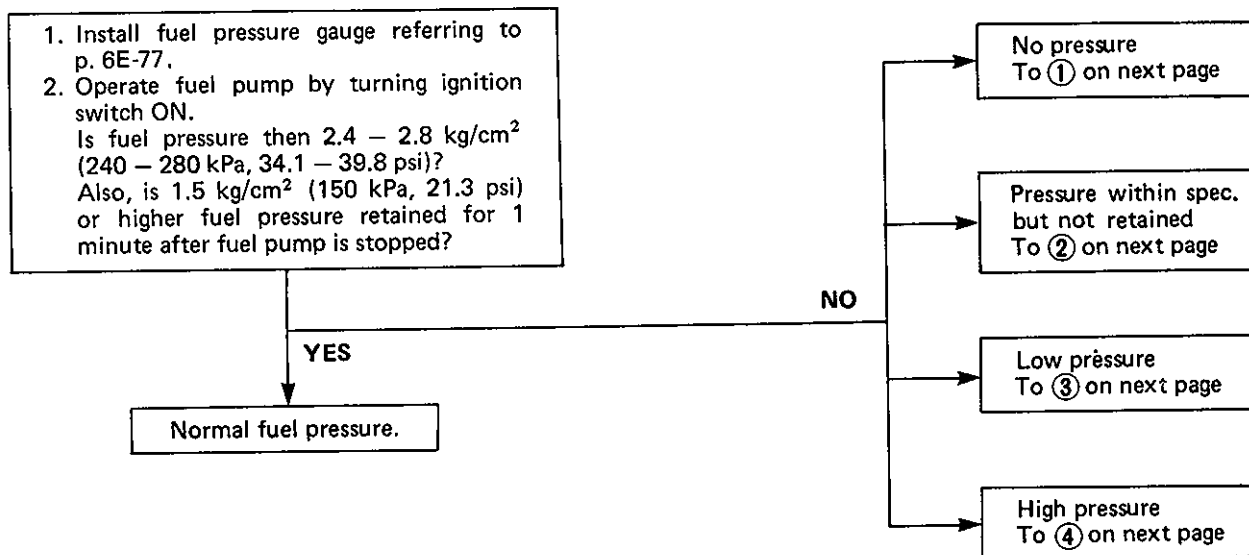 1. Install fuel pressure gauge referring to
p. 6E-77.
2. Operate fuel pump by turning ignition
switch ON.
Is fuel pressure then 2.4 – 2.8 kg/cm²
(240 – 280 kPa, 34.1 – 39.8 psi)?
Also, is 1.5 kg/cm² (150 kPa, 21.3 psi)
or higher fuel pressure retained for 1
minute after fuel pump is stopped?
YES
Normal fuel pressure.
NO
No pressure
To ① on next page
Pressure within spec.
but not retained
To ② on next page
Low pressure
To ③ on next page
High pressure
To ④ on next page